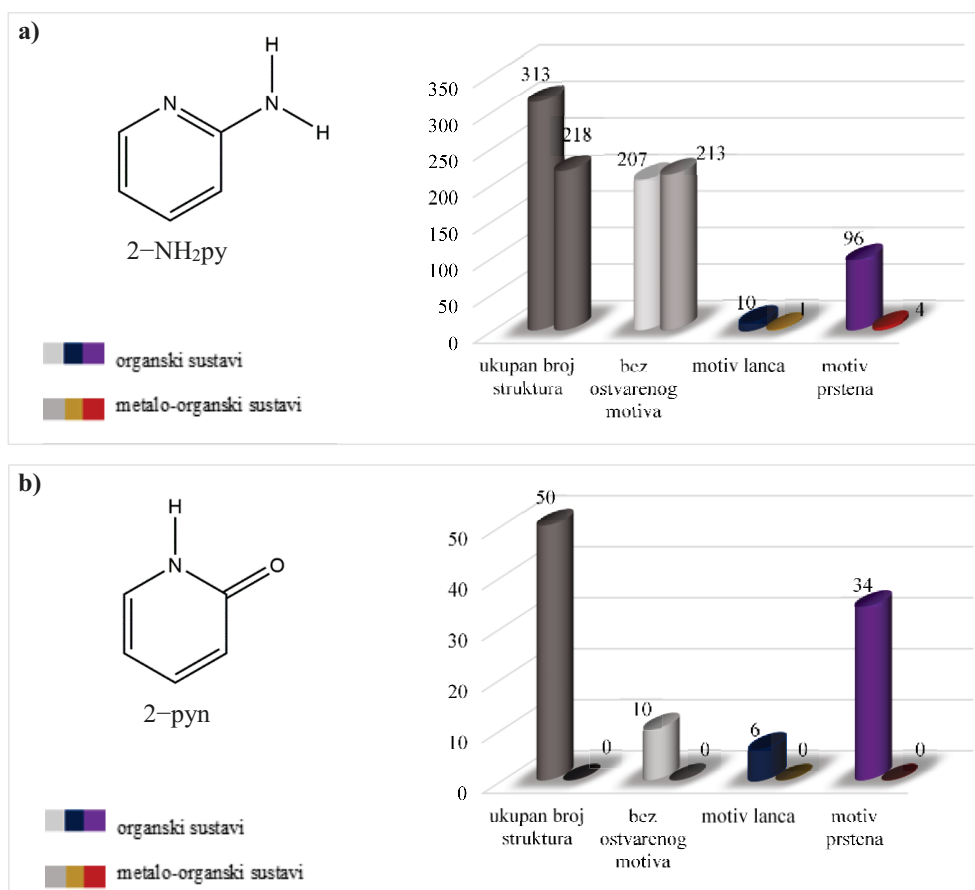 a)
H
N
N
H
2−NH₂py
organski sustavi
metalo-organski sustavi
350
300
250
200
150
100
50
0
313
218
207
213
10
1
96
4
ukupan broj
struktura
bez
ostvarenog
motiva
motiv lanca
motiv
prstena
b)
H
N
O
2−pyn
organski sustavi
metalo-organski sustavi
50
40
30
20
10
0
50
0
10
0
6
0
34
0
ukupan broj
struktura
bez
ostvarenog
motiva
motiv lanca
motiv
prstena